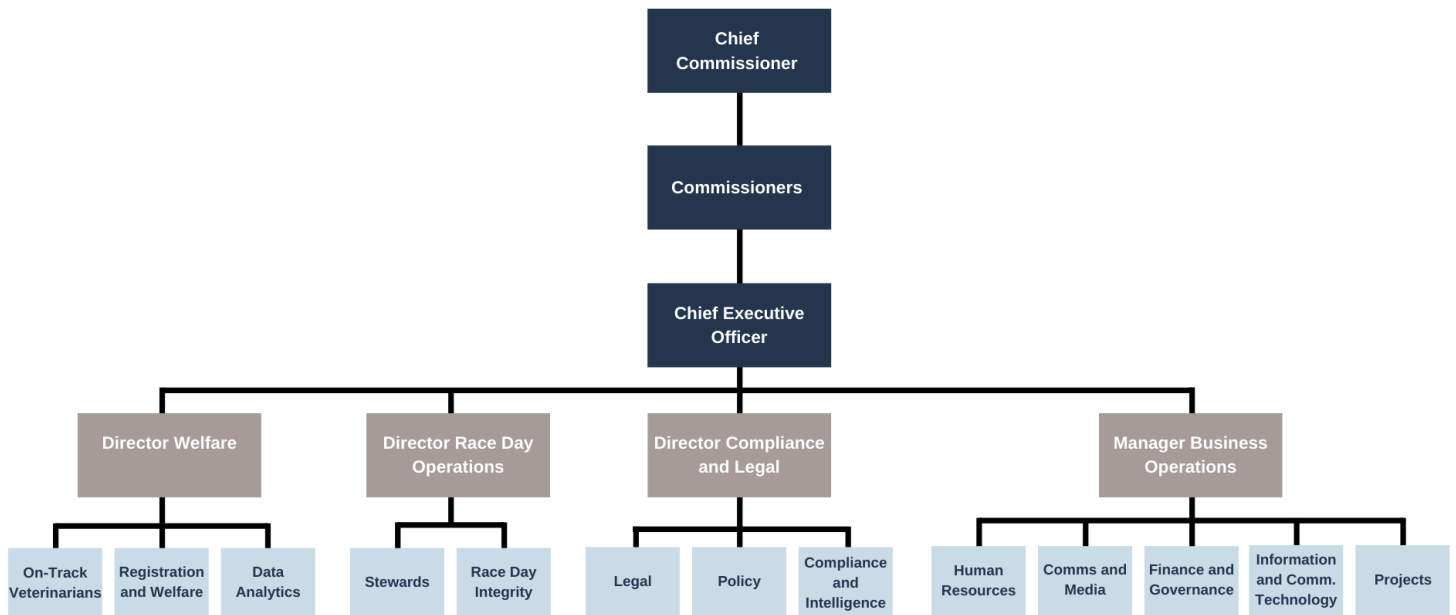 Chief
Commissioner
Commissioners
Chief Executive
Officer
Director Welfare
Director Race Day
Operations
Director Compliance
and Legal
Manager Business
Operations
On-Track
Veterinarians
Registration
and Welfare
Data
Analytics
Stewards
Race Day
Integrity
Legal
Policy
Compliance
and
Intelligence
Human
Resources
Comms and
Media
Finance and
Governance
Information
and Comm.
Technology
Projects